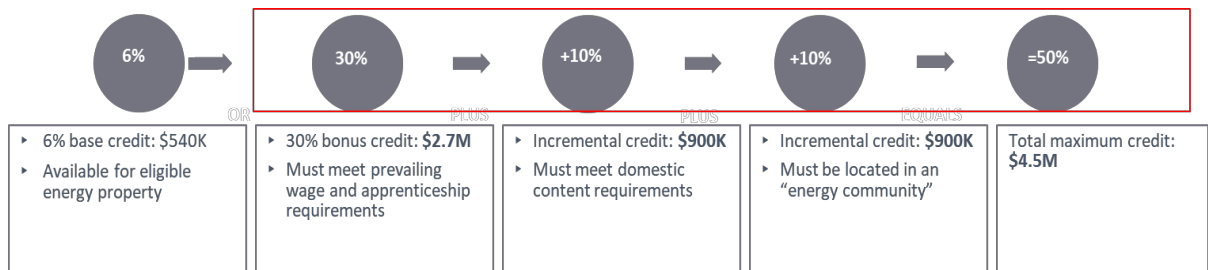 6%
30%
+10%
+10%
=50%
OR
PLUS
PLUS
EQUALS
▸ 6% base credit: $540K
▸ Available for eligible
energy property
▸ 30% bonus credit: $2.7M
▸ Must meet prevailing
wage and apprenticeship
requirements
▸ Incremental credit: $900K
▸ Must meet domestic
content requirements
▸ Incremental credit: $900K
▸ Must be located in an
“energy community”
Total maximum credit:
$4.5M